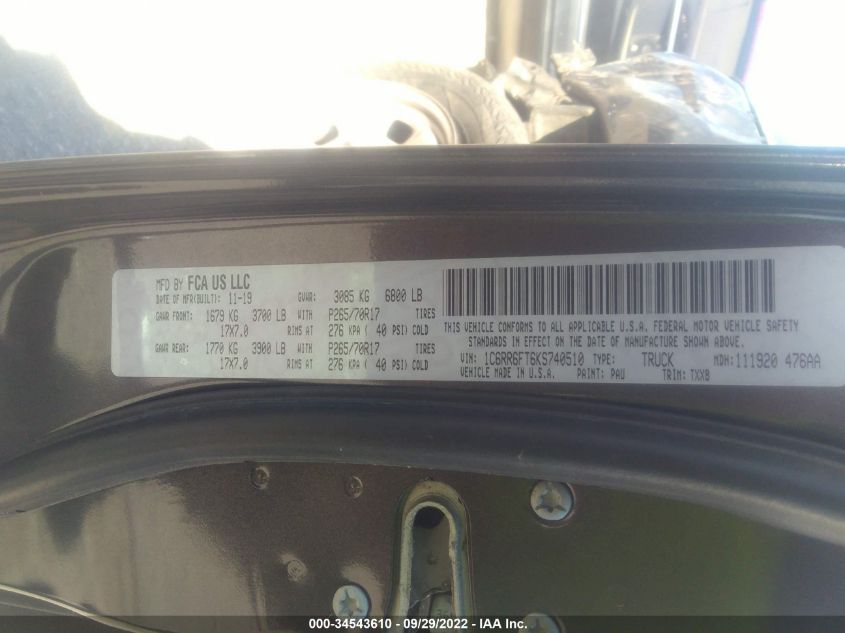 MFD BY FCA US LLC
DATE OF MFR(BUILT): 11-19 GVWR: 3085 KG 6800 LB
GAWR FRONT: 1679 KG 3700 LB WITH P265/70R17 TIRES
17X7.0 RIMS AT 276 KPA ( 40 PSI) COLD
GAWR REAR: 1770 KG 3900 LB WITH P265/70R17 TIRES
17X7.0 RIMS AT 276 KPA ( 40 PSI) COLD
THIS VEHICLE CONFORMS TO ALL APPLICABLE U.S.A. FEDERAL MOTOR VEHICLE SAFETY
STANDARDS IN EFFECT ON THE DATE OF MANUFACTURE SHOWN ABOVE.
VIN: 1C6RR6FT6KS740510 TYPE: TRUCK MDH: 111920 476AA
VEHICLE MADE IN U.S.A. PAINT: PAU TRIM: TXX8
000-34543610 - 09/29/2022 - IAA Inc.